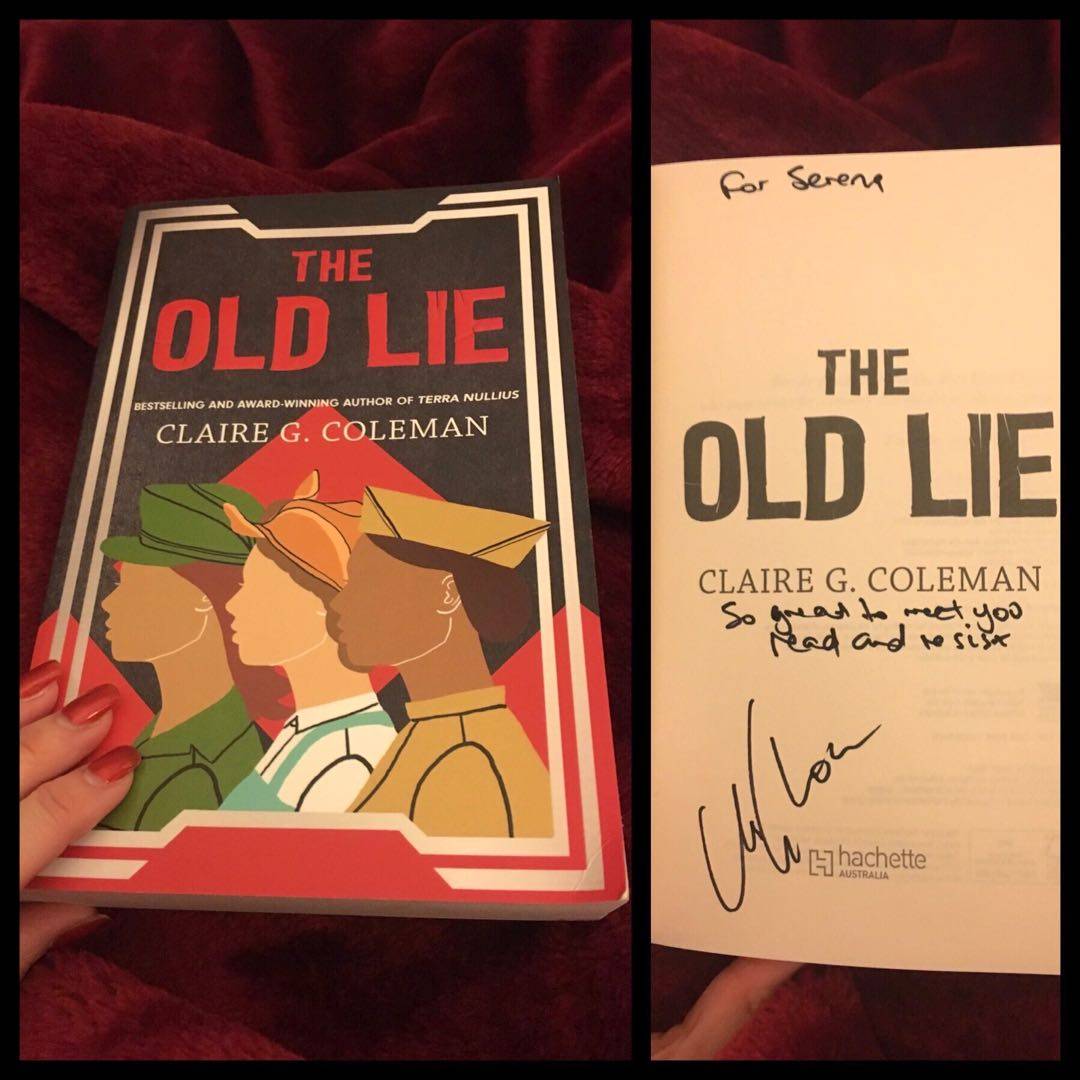 THE
OLD LIE
BESTSELLING AND AWARD-WINNING AUTHOR OF TERRA NULLIUS
CLAIRE G. COLEMAN
For Serena
THE
OLD LIE
CLAIRE G. COLEMAN
So great to meet you
read and resist
hachette
AUSTRALIA